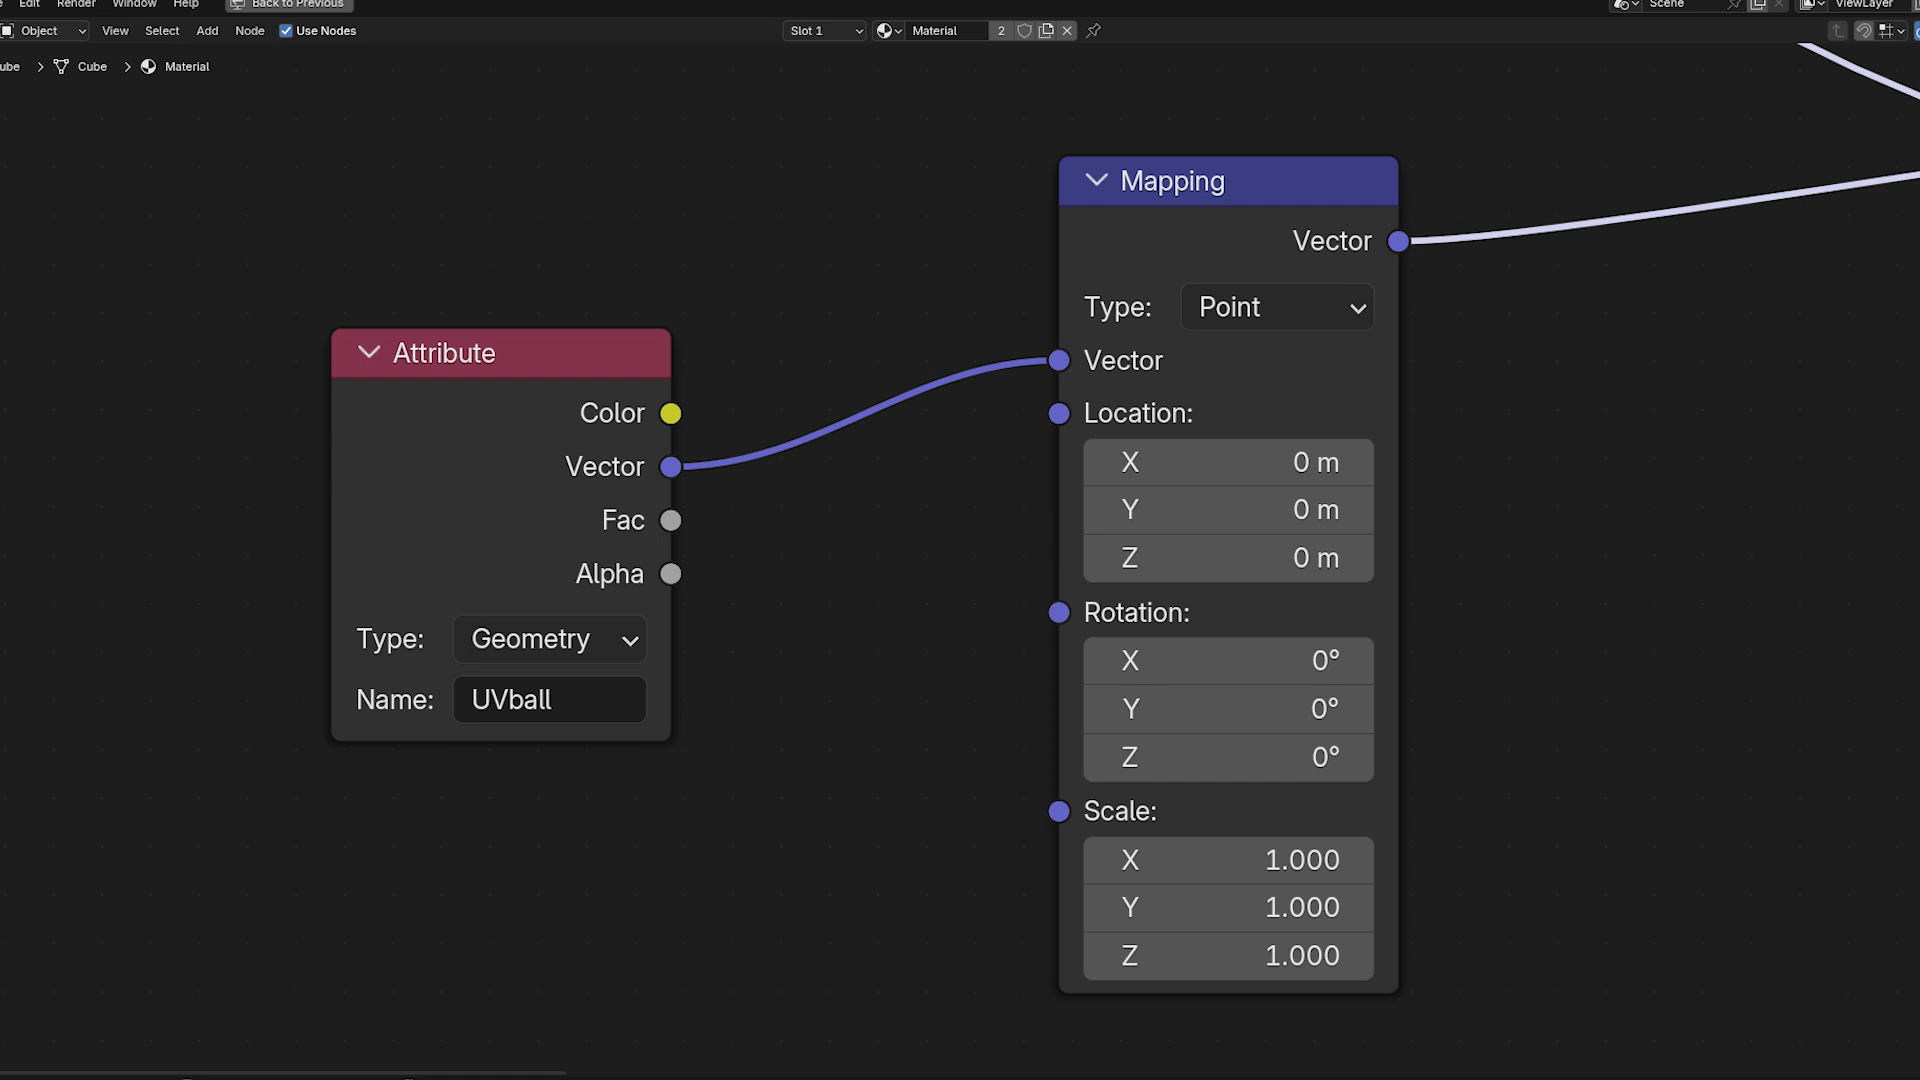 Edit Render Window Help Back to Previous Scene ViewLayer
Object View Select Add Node Use Nodes Slot 1 Material 2
ube > Cube > Material
Mapping
Vector
Type: Point
Vector
Location:
X 0 m
Y 0 m
Z 0 m
Rotation:
X 0°
Y 0°
Z 0°
Scale:
X 1.000
Y 1.000
Z 1.000
Attribute
Color
Vector
Fac
Alpha
Type: Geometry
Name: UVball